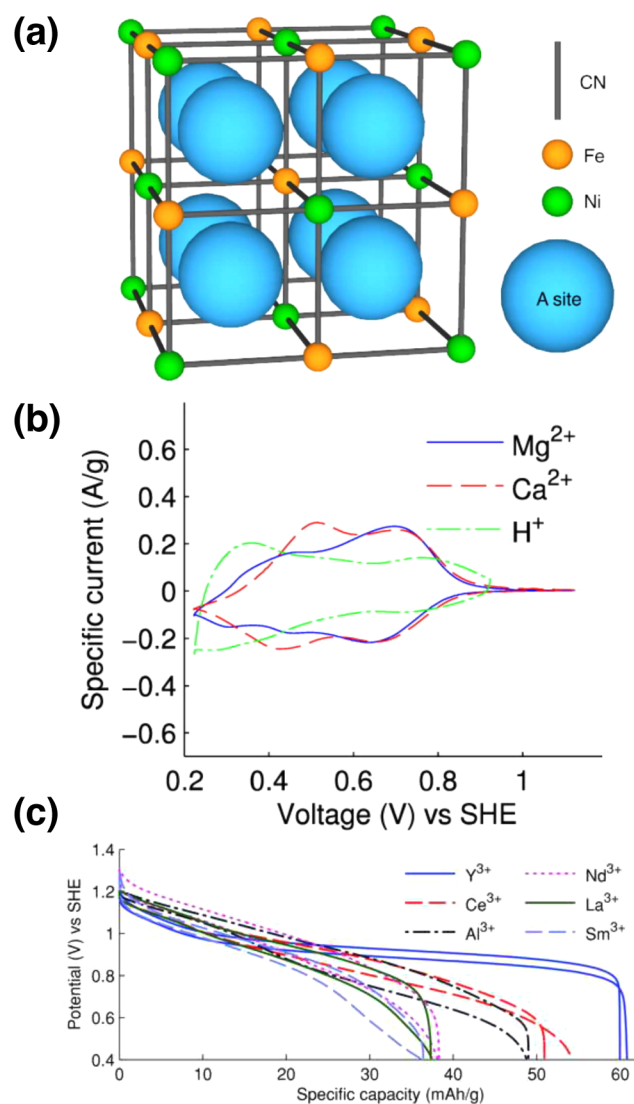 (a)
CN
Fe
Ni
A site
(b)
Specific current (A/g)
0.6
0.4
0.2
0
−0.2
−0.4
−0.6
Mg2+
Ca2+
H+
0.2 0.4 0.6 0.8 1
Voltage (V) vs SHE
(c)
Potential (V) vs SHE
1.4
1.2
1.0
0.8
0.6
0.4
Y3+ Nd3+
Ce3+ La3+
Al3+ Sm3+
0 10 20 30 40 50 60
Specific capacity (mAh/g)